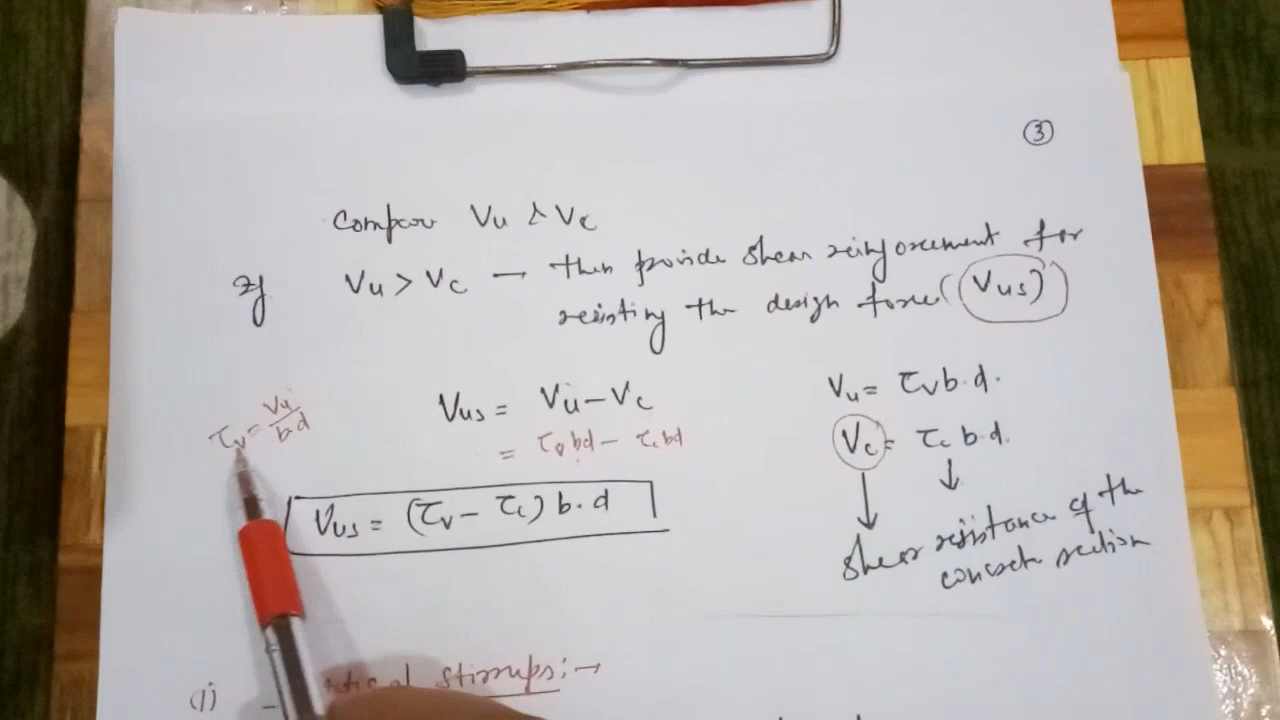 ③
Compare Vu & Vc
If Vu > Vc → then provide shear reinforcement for
resisting the design force (Vus)
τv = Vu/b.d
Vus = Vu - Vc
= τv bd - τc bd
Vus = (τv - τc) b.d
Vu = τv b.d.
Vc = τc b.d.
shear resistance of the
concrete section
(1) stirrups:→